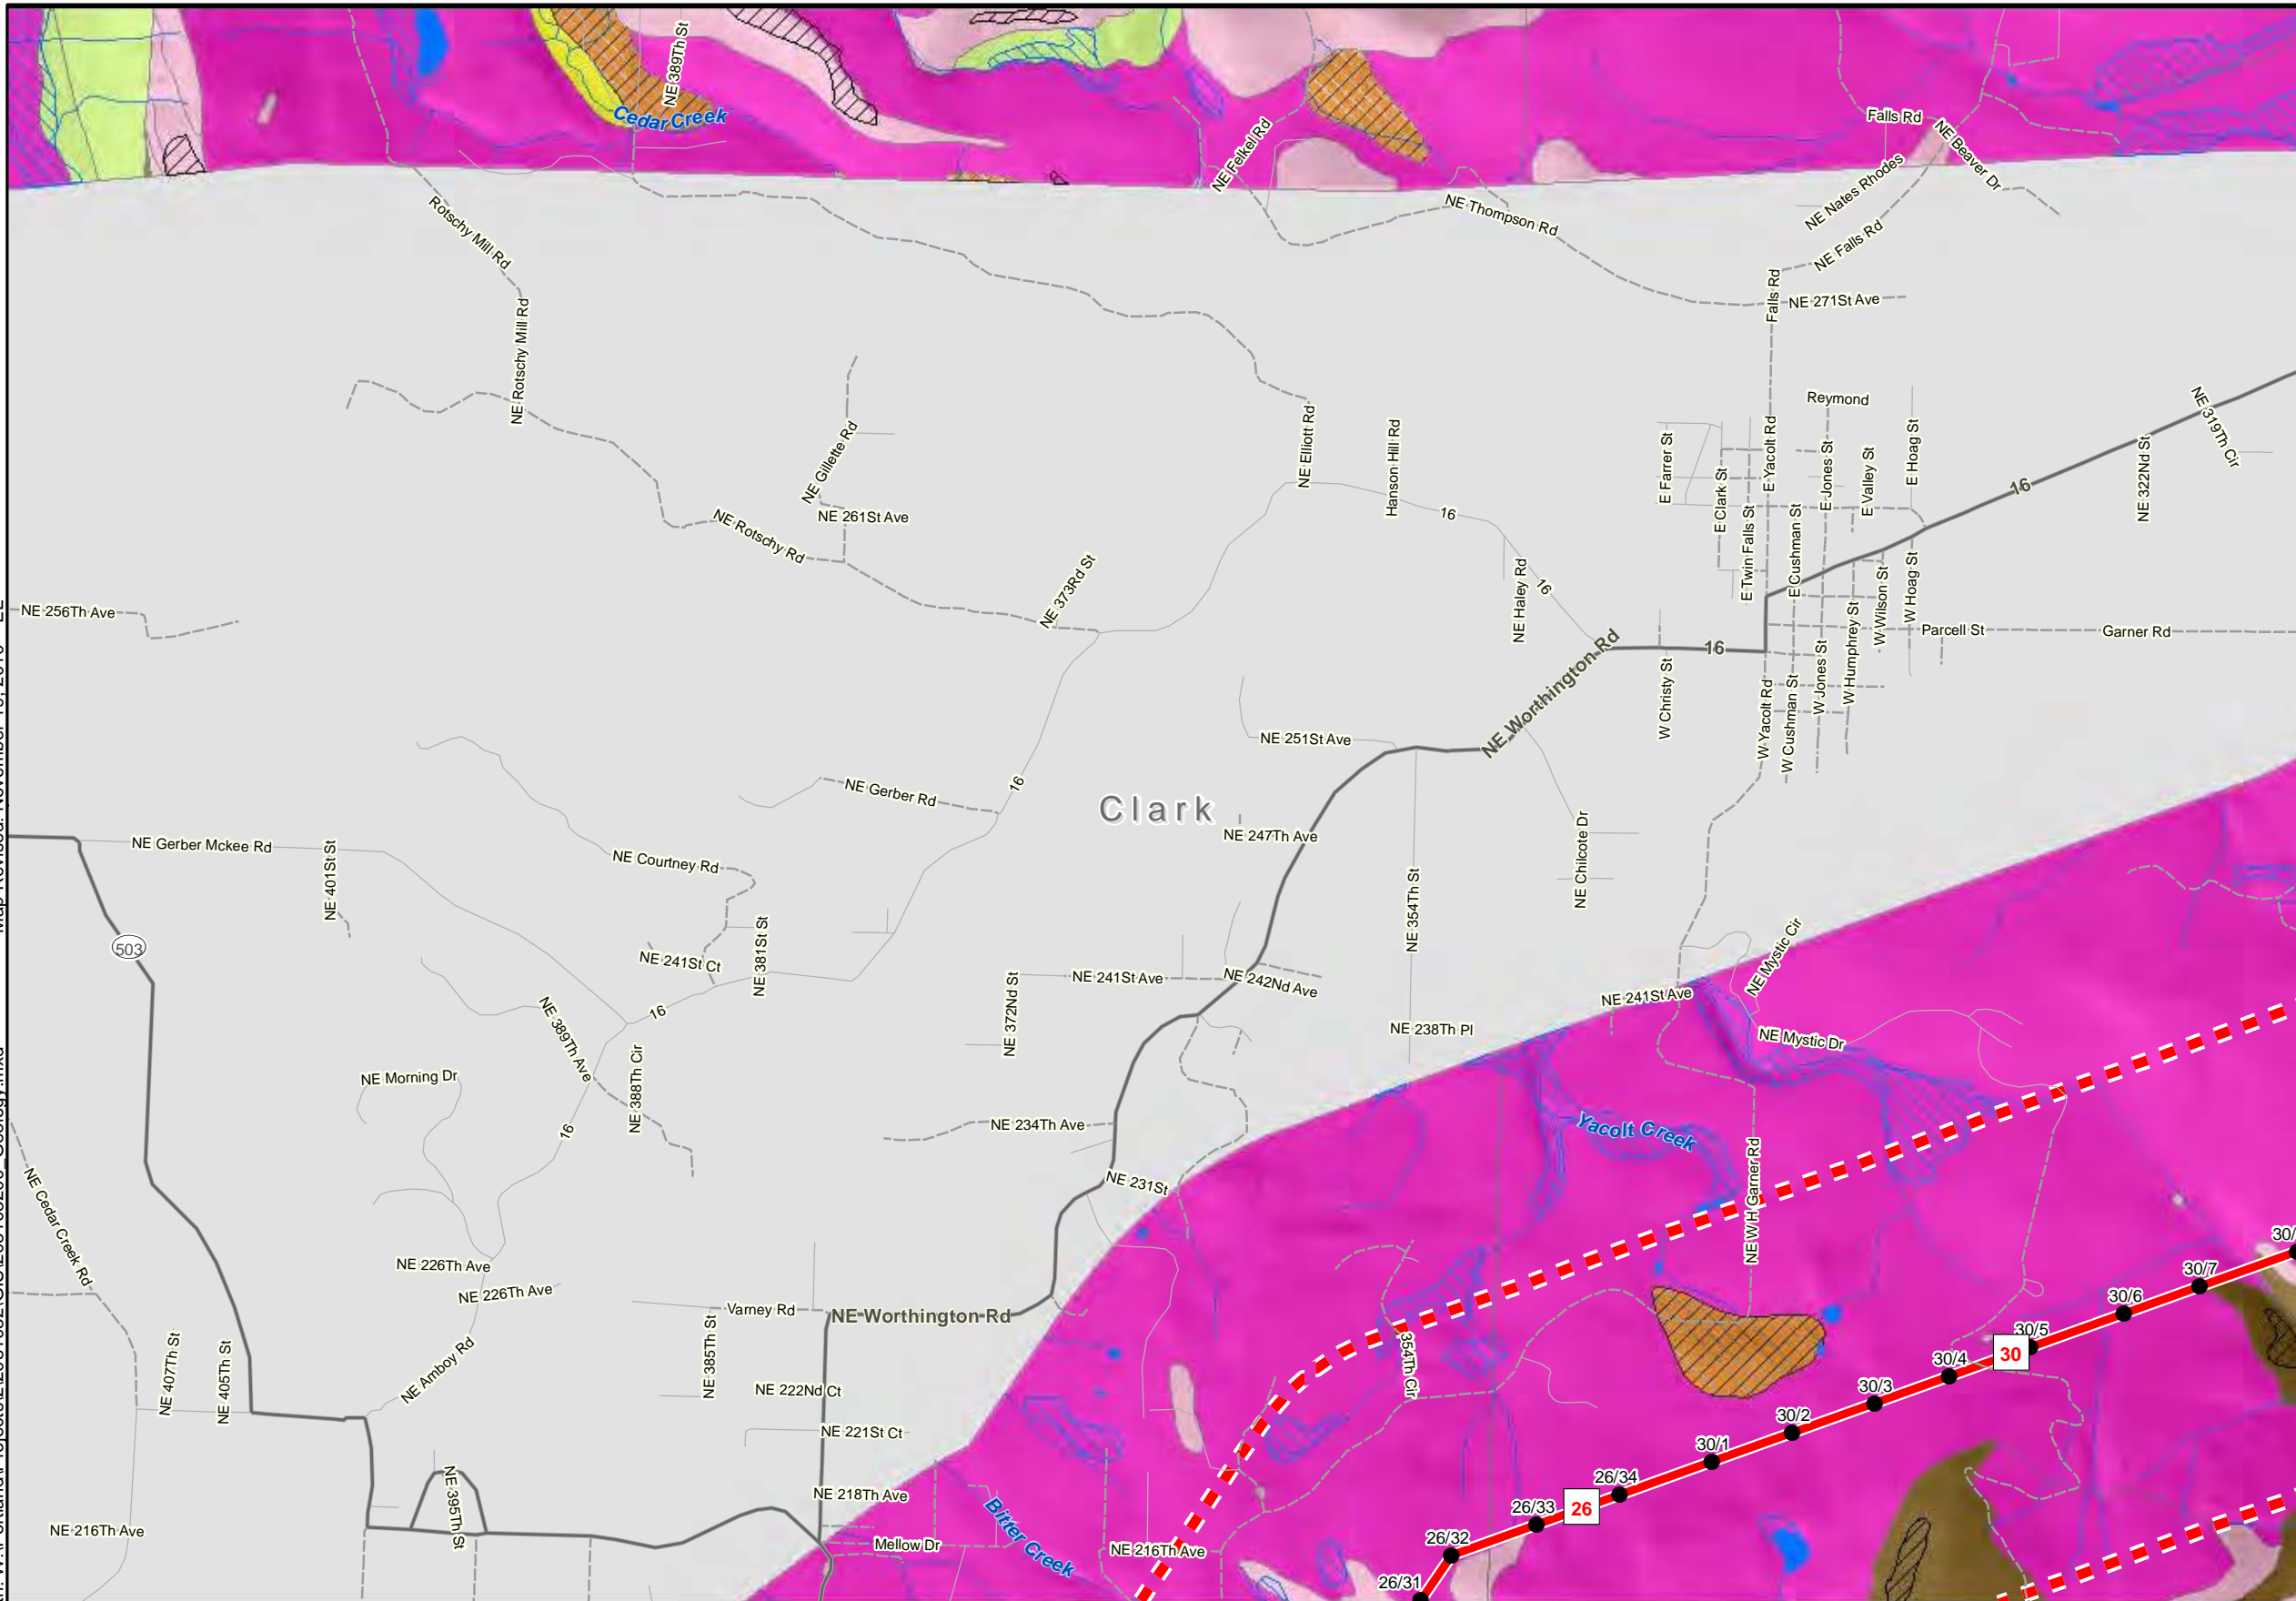 NE 389Th St
Cedar Creek
NE Felkel Rd
Falls Rd
NE Beaver Dr
NE Nates Rhodes
NE Falls Rd
Rotschy Mill Rd
NE Thompson Rd
Falls Rd
NE 271St Ave
NE Rotschy Mill Rd
NE Gillette Rd
NE 261St Ave
NE Rotschy Rd
NE 373Rd St
NE Elliott Rd
Hanson Hill Rd
16
16
NE Haley Rd
Reymond
E Farrer St
E Clark St
E Twin Falls St
E Yacolt Rd
E Cushman St
E Jones St
E Valley St
E Hoag St
16
NE 322Nd St
NE 319Th Cir
NE 256Th Ave
W Wilson St
W Hoag St
Parcell St
Garner Rd
NE Worthington Rd
16
W Christy St
W Yacolt Rd
W Cushman St
W Jones St
W Humphrey St
NE 251St Ave
NE Gerber Rd
16
Clark
NE 247Th Ave
NE Gerber Mckee Rd
NE 401St St
NE Courtney Rd
NE 354Th St
NE Chilcote Dr
503
NE 241St Ct
NE 381St St
16
NE 372Nd St
NE 241St Ave
NE 242Nd Ave
NE 238Th Pl
NE 241St Ave
NE Mystic Cir
NE Mystic Dr
NE 389Th Ave
NE 388Th Cir
NE Morning Dr
16
NE 234Th Ave
NE 231St
Yacolt Creek
NE W H Garner Rd
NE Cedar Creek Rd
NE 226Th Ave
NE 226Th Ave
Varney Rd
NE Worthington Rd
NE 385Th St
NE 407Th St
NE 405Th St
NE Amboy Rd
NE 222Nd Ct
NE 221St Ct
354Th Cir
30/
30/7
30/6
30/5
30
30/4
30/3
30/2
30/1
26/34
26/33
26
26/32
26/31
NE 395Th St
NE 218Th Ave
NE 216Th Ave
Mellow Dr
Bitter Creek
NE 216Th Ave